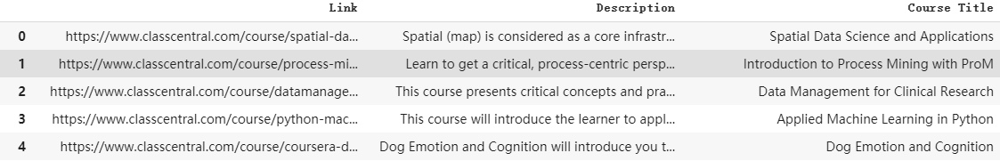 Link Description Course Title
0 https://www.classcentral.com/course/spatial-da... Spatial (map) is considered as a core infrastr... Spatial Data Science and Applications
1 https://www.classcentral.com/course/process-mi... Learn to get a critical, process-centric persp... Introduction to Process Mining with ProM
2 https://www.classcentral.com/course/datamanage... This course presents critical concepts and pra... Data Management for Clinical Research
3 https://www.classcentral.com/course/python-mac... This course will introduce the learner to appl... Applied Machine Learning in Python
4 https://www.classcentral.com/course/coursera-d... Dog Emotion and Cognition will introduce you t... Dog Emotion and Cognition